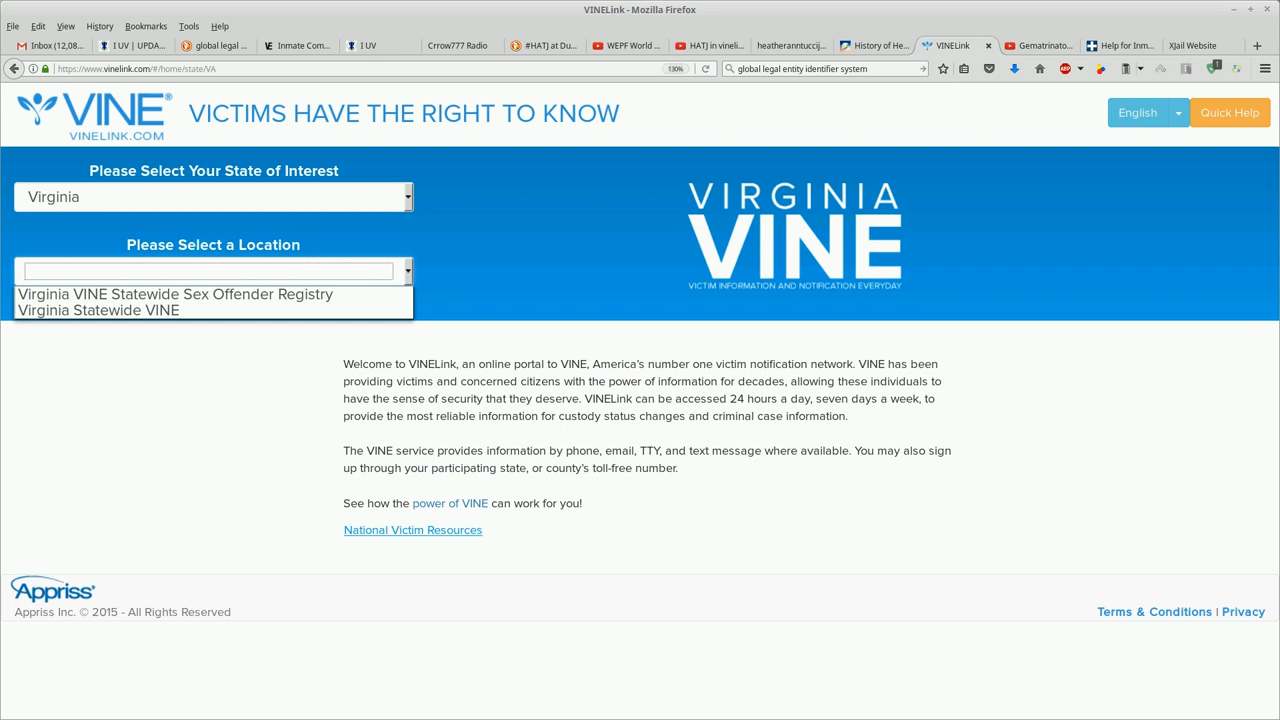 VINELink - Mozilla Firefox
File Edit View History Bookmarks Tools Help
Inbox (12,08... I UV | UPDA... global legal ... Inmate Com... I UV Crrow777 Radio #HATJ at Du... WEPF World ... HATJ in vineli... heatheranntuccij... History of He... VINELink Gematrinato... Help for Inm... XJail Website
https://www.vinelink.com/#/home/state/VA 130% global legal entity identifier system ABP 1
VINE® VICTIMS HAVE THE RIGHT TO KNOW English Quick Help
VINELINK.COM
Please Select Your State of Interest
Virginia
Please Select a Location
Virginia VINE Statewide Sex Offender Registry
Virginia Statewide VINE
VIRGINIA
VINE
VICTIM INFORMATION AND NOTIFICATION EVERYDAY
Welcome to VINELink, an online portal to VINE, America's number one victim notification network. VINE has been
providing victims and concerned citizens with the power of information for decades, allowing these individuals to
have the sense of security that they deserve. VINELink can be accessed 24 hours a day, seven days a week, to
provide the most reliable information for custody status changes and criminal case information.
The VINE service provides information by phone, email, TTY, and text message where available. You may also sign
up through your participating state, or county's toll-free number.
See how the power of VINE can work for you!
National Victim Resources
Appriss®
Appriss Inc. © 2015 - All Rights Reserved
Terms & Conditions | Privacy